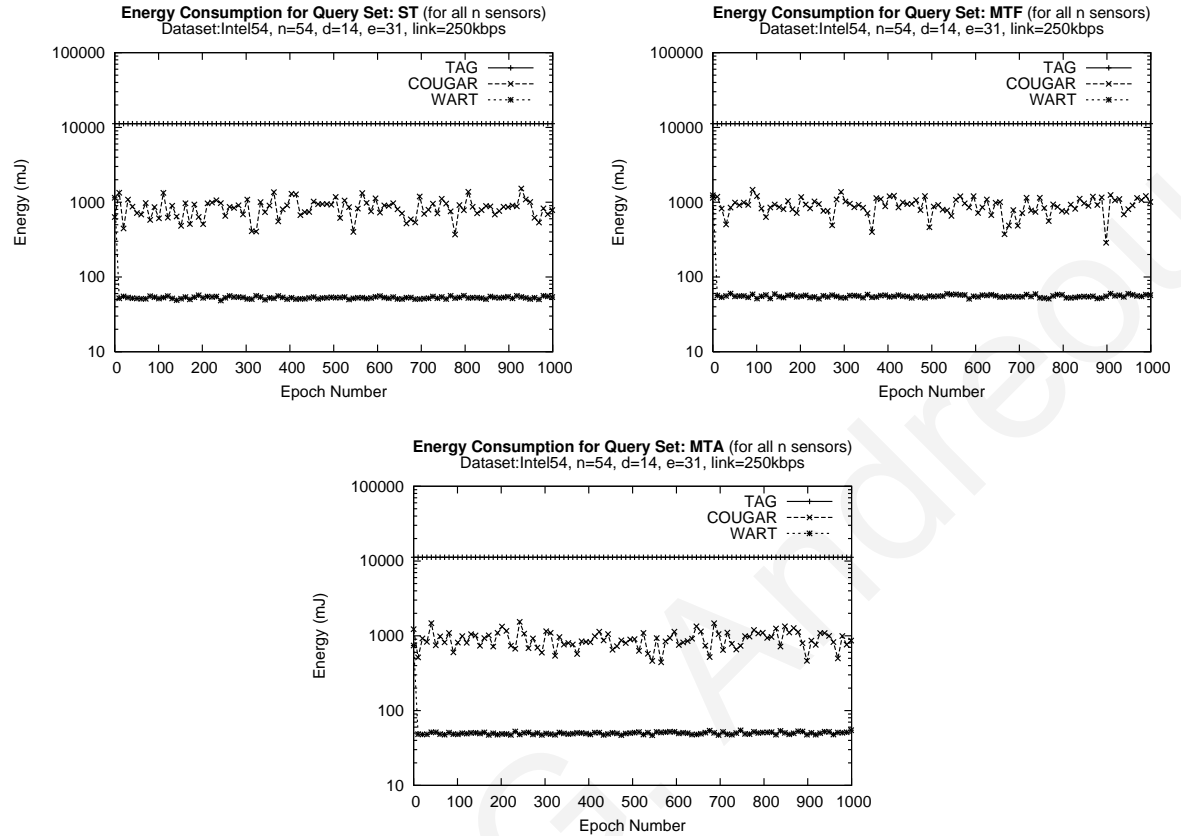 Energy Consumption for Query Set: ST (for all n sensors)
Dataset:Intel54, n=54, d=14, e=31, link=250kbps
100000
10000
1000
100
10
0 100 200 300 400 500 600 700 800 900 1000
Energy (mJ)
Epoch Number
TAG
COUGAR
WART
Energy Consumption for Query Set: MTF (for all n sensors)
Dataset:Intel54, n=54, d=14, e=31, link=250kbps
100000
10000
1000
100
10
0 100 200 300 400 500 600 700 800 900 1000
Energy (mJ)
Epoch Number
TAG
COUGAR
WART
Energy Consumption for Query Set: MTA (for all n sensors)
Dataset:Intel54, n=54, d=14, e=31, link=250kbps
100000
10000
1000
100
10
0 100 200 300 400 500 600 700 800 900 1000
Energy (mJ)
Epoch Number
TAG
COUGAR
WART
G. Andreou